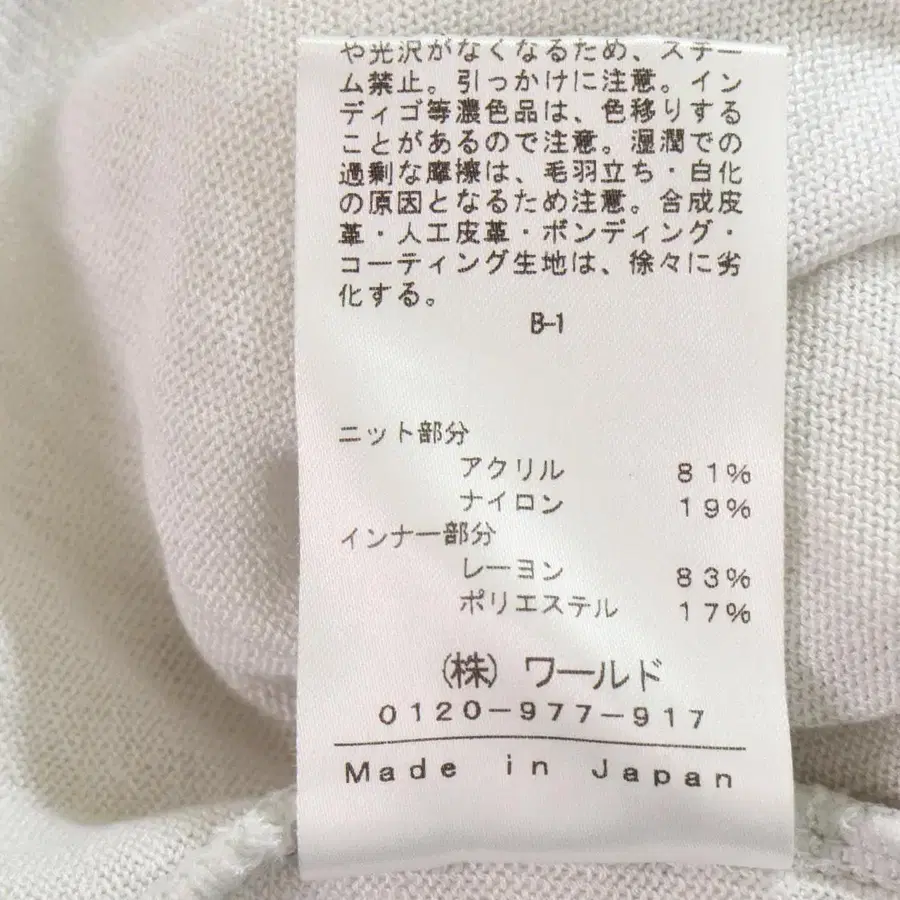 や光沢がなくなるため、スチー
ム禁止。引っかけに注意。イン
ディゴ等濃色品は、色移りする
ことがあるので注意。湿潤での
過剰な摩擦は、毛羽立ち・白化
の原因となるため注意。合成皮
革・人工皮革・ボンディング・
コーティング生地は、徐々に劣
化する。
B-1
ニット部分
アクリル 81%
ナイロン 19%
インナー部分
レーヨン 83%
ポリエステル 17%
(株)ワールド
0120-977-917
Made in Japan